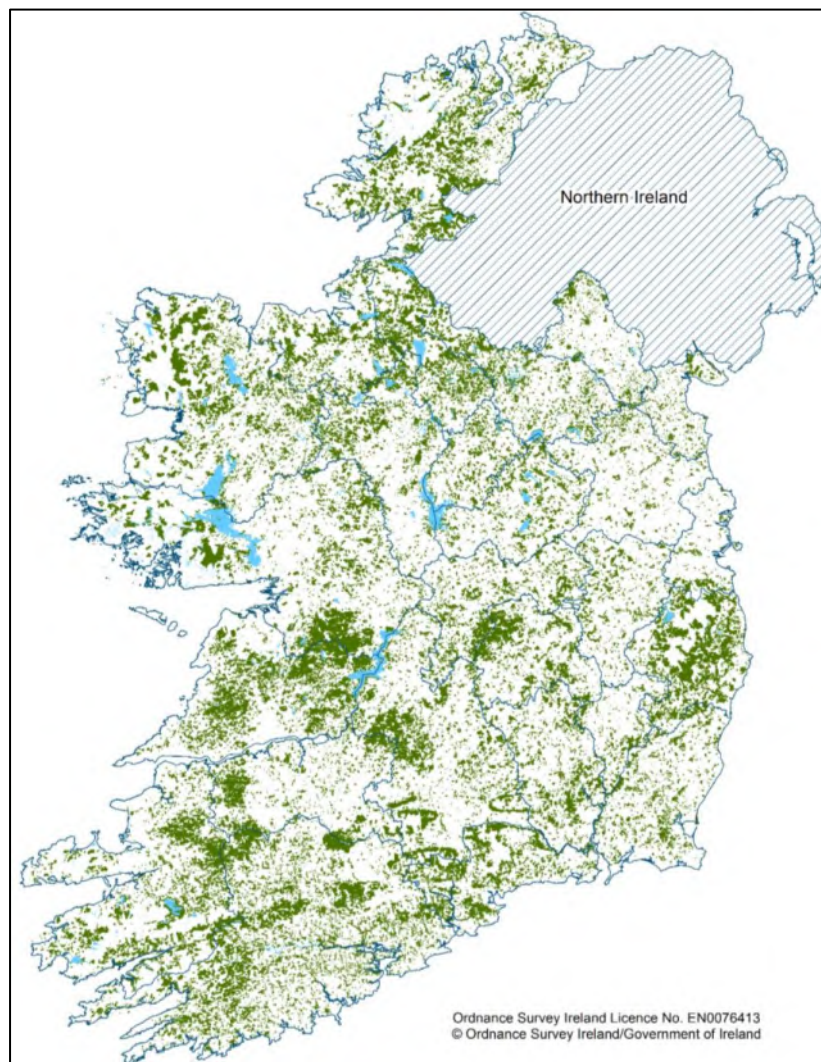 Northern Ireland
Ordnance Survey Ireland Licence No. EN0076413
© Ordnance Survey Ireland/Government of Ireland